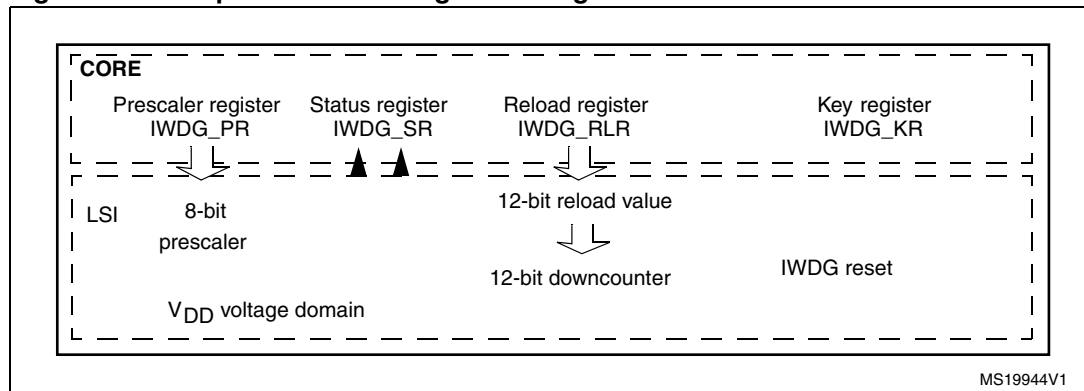 CORE
Prescaler register Status register Reload register Key register
IWDG_PR IWDG_SR IWDG_RLR IWDG_KR
LSI 8-bit prescaler
12-bit reload value
12-bit downcounter
IWDG reset
VDD voltage domain
MS19944V1